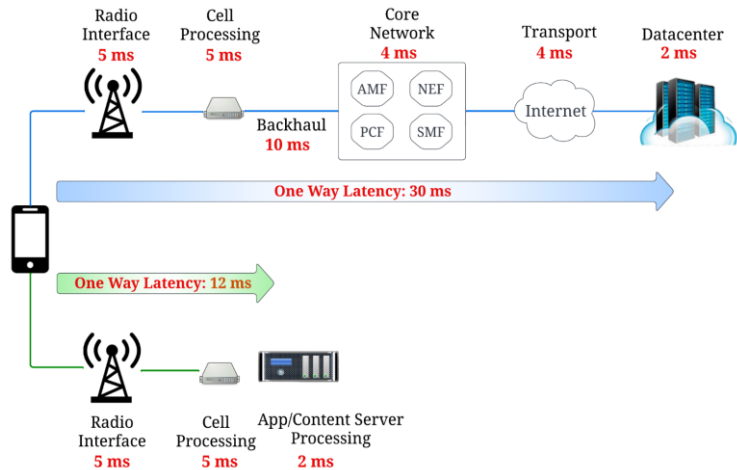 Radio
Interface
5 ms
Cell
Processing
5 ms
Backhaul
10 ms
Core
Network
4 ms
AMF
NEF
PCF
SMF
Transport
4 ms
Internet
Datacenter
2 ms
One Way Latency: 30 ms
One Way Latency: 12 ms
Radio
Interface
5 ms
Cell
Processing
5 ms
App/Content Server
Processing
2 ms